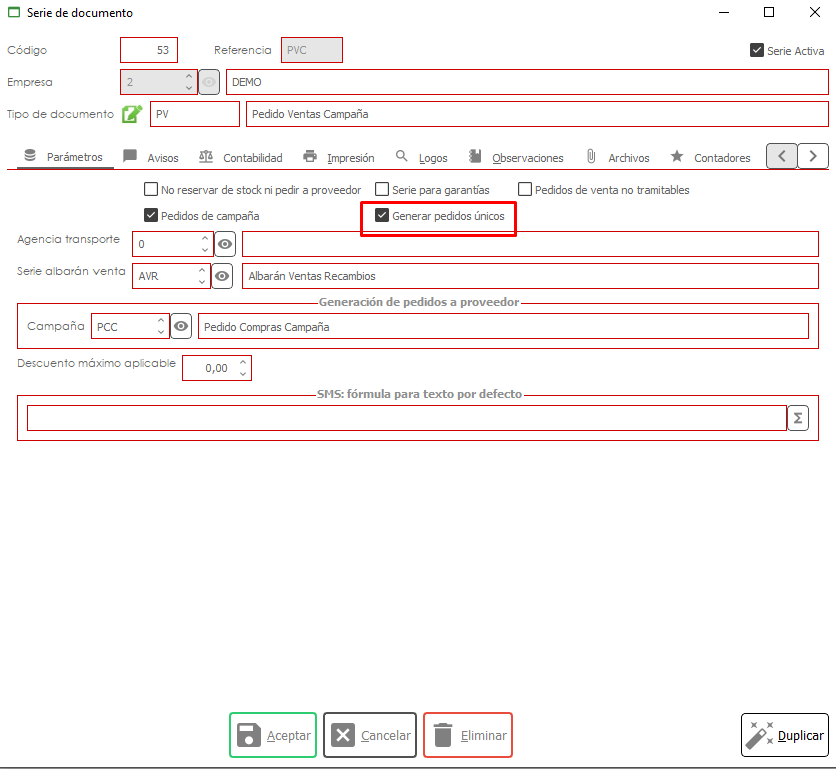 Serie de documento
Código 53 Referencia PVC Serie Activa
Empresa 2 DEMO
Tipo de documento PV Pedido Ventas Campaña
Parámetros Avisos Contabilidad Impresión Logos Observaciones Archivos Contadores
No reservar de stock ni pedir a proveedor Serie para garantías Pedidos de venta no tramitables
Pedidos de campaña Generar pedidos únicos
Agencia transporte 0
Serie albarán venta AVR Albarán Ventas Recambios
Generación de pedidos a proveedor
Campaña PCC Pedido Compras Campaña
Descuento máximo aplicable 0,00
SMS: fórmula para texto por defecto
Σ
Aceptar Cancelar Eliminar Duplicar